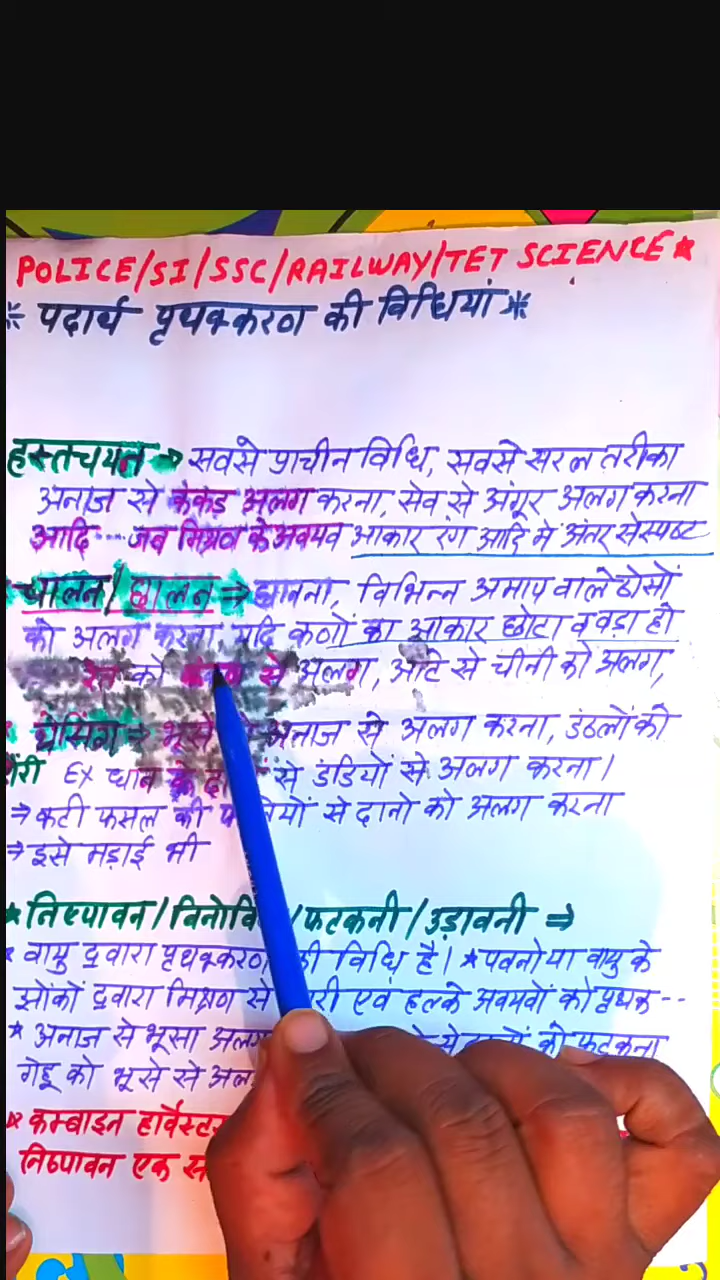 POLICE/SI/SSC/RAILWAY/TET SCIENCE★
* पदार्थ पृथक्करण की विधियां *
हस्तचयन → सबसे प्राचीन विधि, सबसे सरल तरीका
अनाज से कंकड़ अलग करना, सेव से अंगूर अलग करना
आदि... जब मिश्रण के अवयव आकार रंग आदि में अंतर से स्पष्ट
चालन/छालन ⇒ छानना, विभिन्न अमाप वाले ठोसों
को अलग करना, यदि कणों का आकार छोटा व बड़ा हो
को से अलग, आटे से चीनी को अलग,
थ्रेसिंग ⇒ भूसे अनाज से अलग करना, डंठलों को
Ex धान के से डंडियों से अलग करना।
→ कटी फसल की से दानो को अलग करना
→ इसे मड़ाई भी
★ निष्पावन/ /फटकनी/उड़ावनी ⇒
★ वायु द्वारा पृथक्करण की विधि है। ★ पवनो या वायु के
झोंकों द्वारा मिश्रण से एवं हल्के अवयवों को पृथक--
★ अनाज से भूसा को फटकना
गेहू को भूसे से
★ कम्बाइन हार्वेस्टर
निष्पावन एक